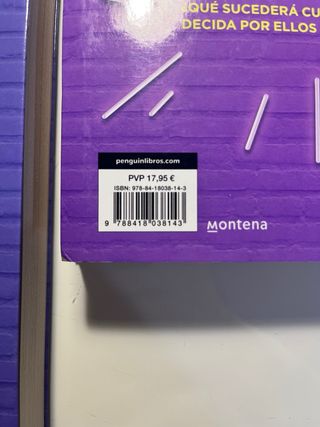 ¿QUÉ SUCEDERÁ CU
DECIDA POR ELLOS
penguinlibros.com
PVP 17,95 €
ISBN: 978-84-18038-14-3
9 788418 038143
Montena